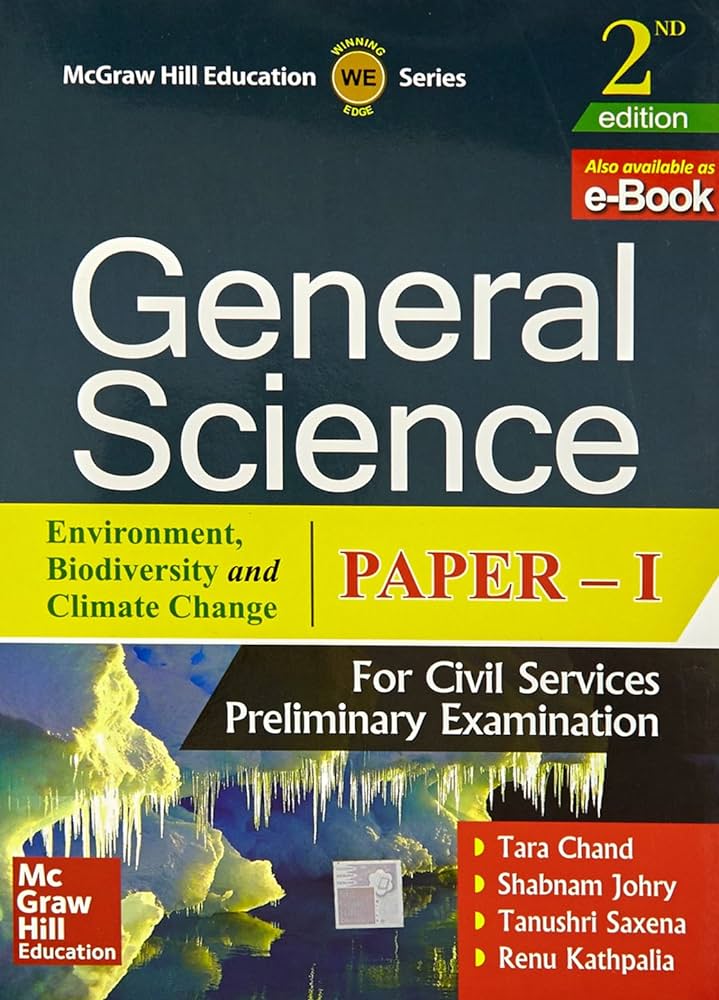 McGraw Hill Education WINNING WE EDGE Series
2ND
edition
Also available as
e-Book
General
Science
Environment,
Biodiversity and
Climate Change
PAPER – I
For Civil Services
Preliminary Examination
Tara Chand
Shabnam Johry
Tanushri Saxena
Renu Kathpalia
Mc
Graw
Hill
Education